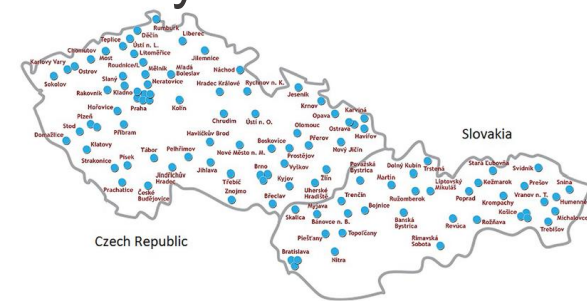 Rumburk
Děčín
Teplice
Ústí n. L.
Liberec
Chomutov
Most
Litoměřice
Jilemnice
Karlovy Vary
Ostrov
Roudnice/L
Mělník
Mladá Boleslav
Náchod
Sokolov
Slaný
Neratovice
Hradec Králové
Rychnov n. K.
Rakovník
Kladno
Praha
Kolín
Jeseník
Hořovice
Krnov
Plzeň
Chrudim
Ústí n. O.
Opava
Karviná
Stod
Příbram
Olomouc
Ostrava
Havířov
Domažlice
Klatovy
Tábor
Pelhřimov
Havlíčkův Brod
Boskovice
Přerov
Nový Jičín
Slovakia
Strakonice
Písek
Nové Město n. M.
Prostějov
Jindřichův Hradec
Jihlava
Brno
Vyškov
Zlín
Považská Bystrica
Dolný Kubín
Trstená
Stará Ľubovňa
Svidník
Prachatice
České Budějovice
Třebíč
Kyjov
Uherské Hradiště
Martin
Liptovský Mikuláš
Kežmarok
Prešov
Snina
Znojmo
Břeclav
Trenčín
Ružomberok
Poprad
Krompachy
Vranov n. T.
Humenné
Skalica
Myjava
Bojnice
Košice
Michalovce
Bánovce n. B.
Banská Bystrica
Revúca
Rožňava
Trebišov
Czech Republic
Piešťany
Topoľčany
Rimavská Sobota
Bratislava
Nitra